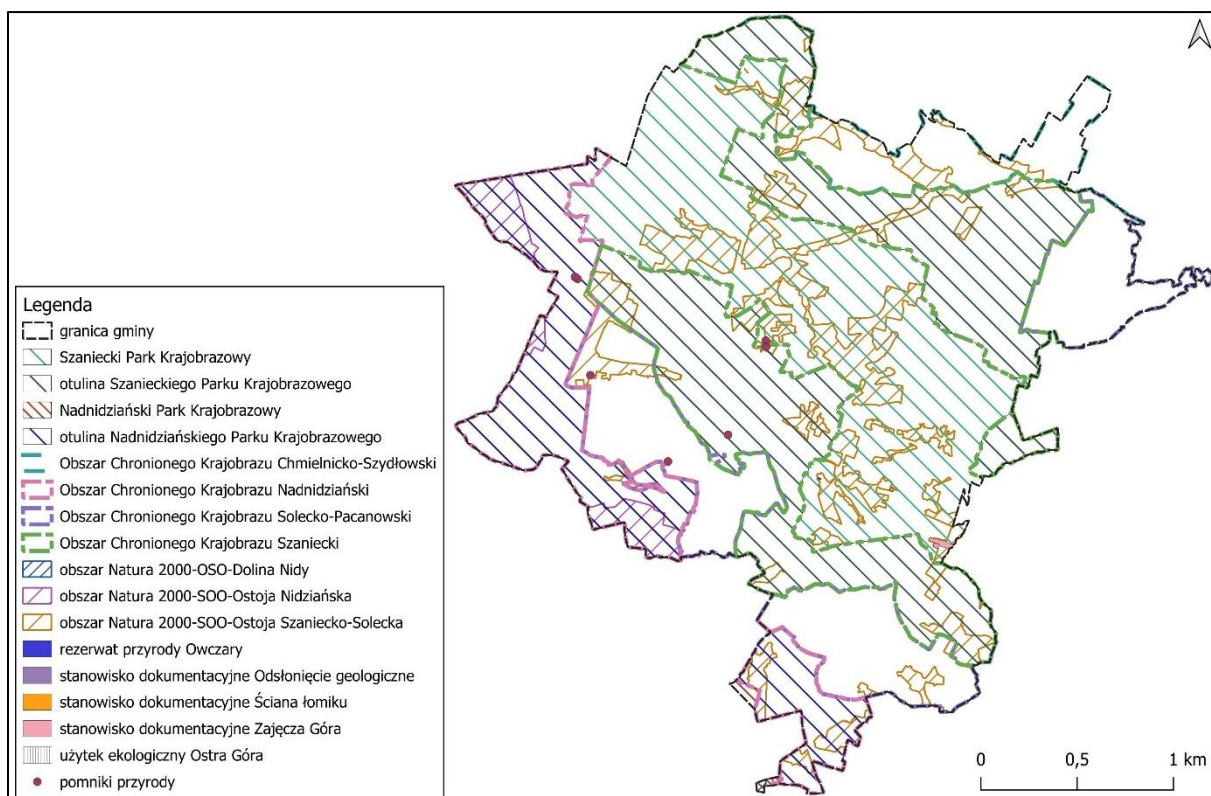 Legenda
granica gminy
Szaniecki Park Krajobrazowy
otulina Szanieckiego Parku Krajobrazowego
Nadnidziański Park Krajobrazowy
otulina Nadnidziańskiego Parku Krajobrazowego
Obszar Chronionego Krajobrazu Chmielnicko-Szydłowski
Obszar Chronionego Krajobrazu Nadnidziański
Obszar Chronionego Krajobrazu Solecko-Pacanowski
Obszar Chronionego Krajobrazu Szaniecki
obszar Natura 2000-OSO-Dolina Nidy
obszar Natura 2000-SOO-Ostoja Nidziańska
obszar Natura 2000-SOO-Ostoja Szaniecko-Solecka
rezerwat przyrody Owczary
stanowisko dokumentacyjne Odsłonięcie geologiczne
stanowisko dokumentacyjne Ściana łomiku
stanowisko dokumentacyjne Zajęcza Góra
użytek ekologiczny Ostra Góra
pomniki przyrody
0 0,5 1 km